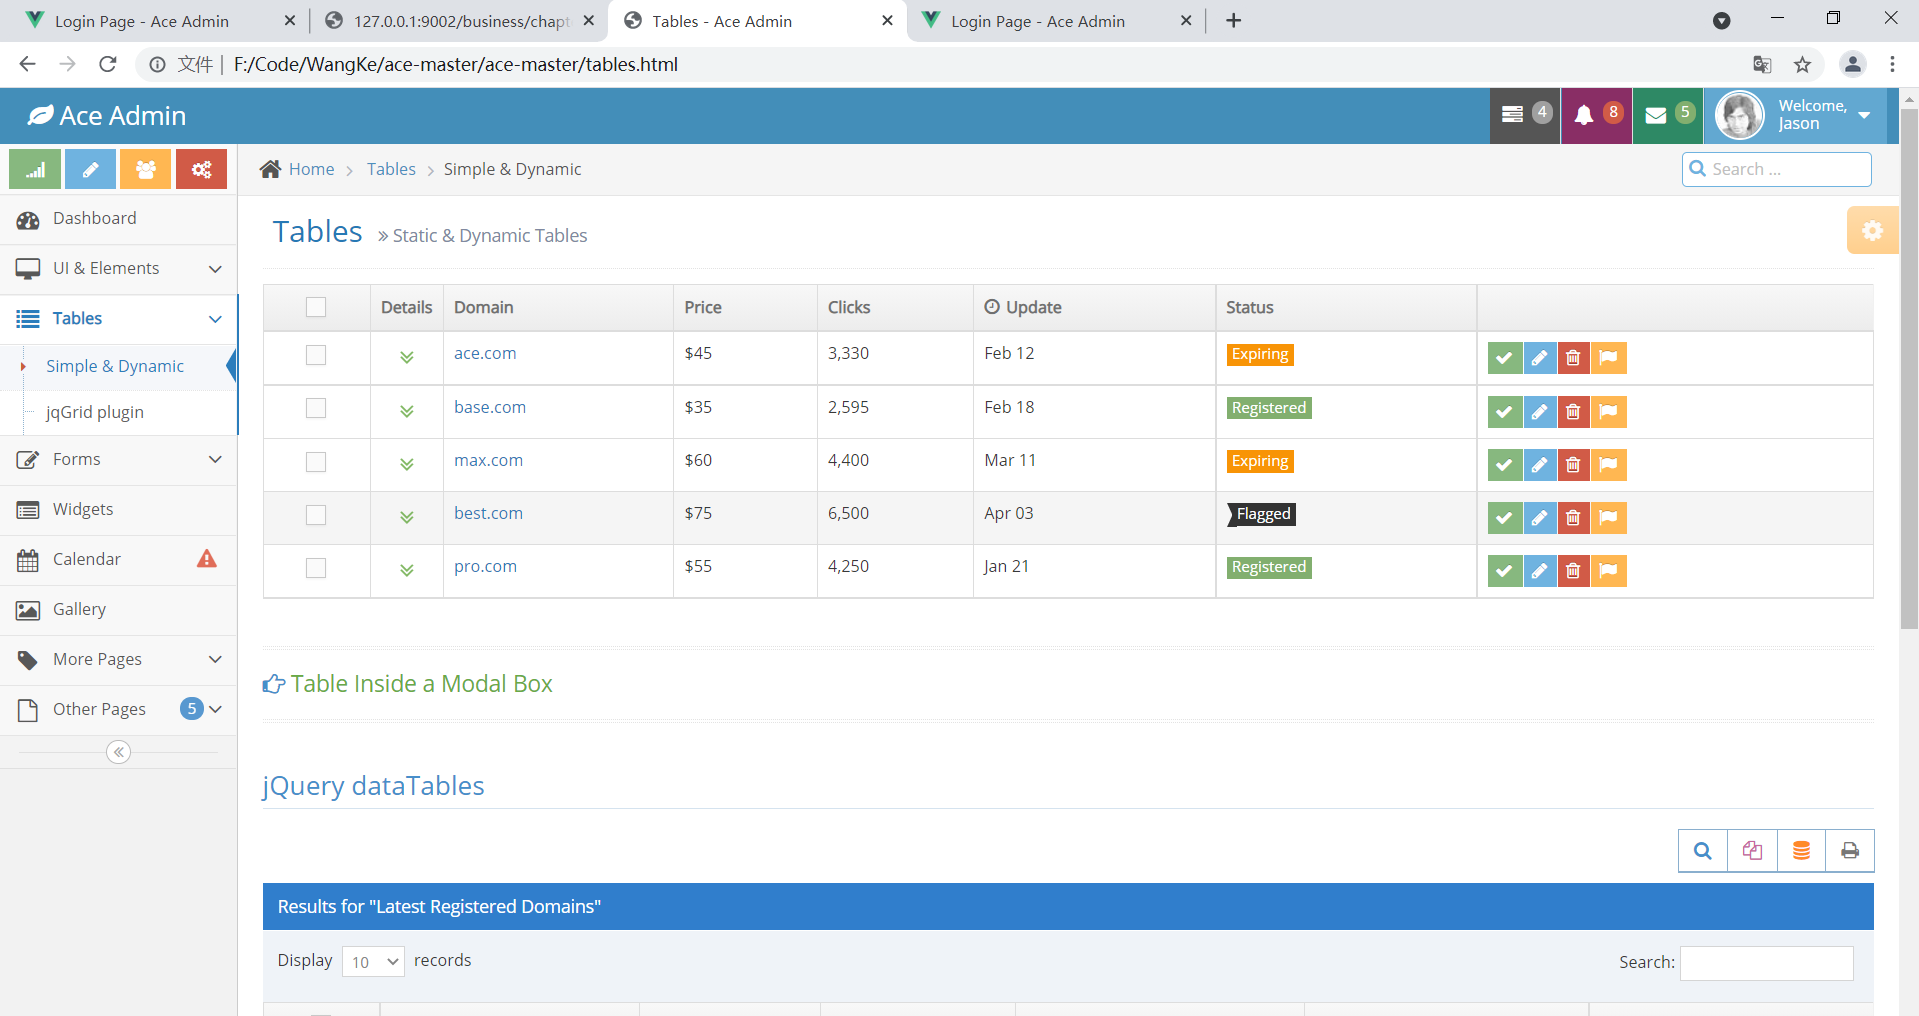 Login Page - Ace Admin
127.0.0.1:9002/business/chapt
Tables - Ace Admin
Login Page - Ace Admin
文件 | F:/Code/WangKe/ace-master/ace-master/tables.html
Ace Admin
4
8
5
Welcome,
Jason
Home
Tables
Simple & Dynamic
Search ...
Dashboard
UI & Elements
Tables
Simple & Dynamic
jqGrid plugin
Forms
Widgets
Calendar
Gallery
More Pages
Other Pages 5
Tables » Static & Dynamic Tables
Details Domain Price Clicks Update Status
ace.com $45 3,330 Feb 12 Expiring
base.com $35 2,595 Feb 18 Registered
max.com $60 4,400 Mar 11 Expiring
best.com $75 6,500 Apr 03 Flagged
pro.com $55 4,250 Jan 21 Registered
Table Inside a Modal Box
jQuery dataTables
Results for "Latest Registered Domains"
Display 10 records
Search: